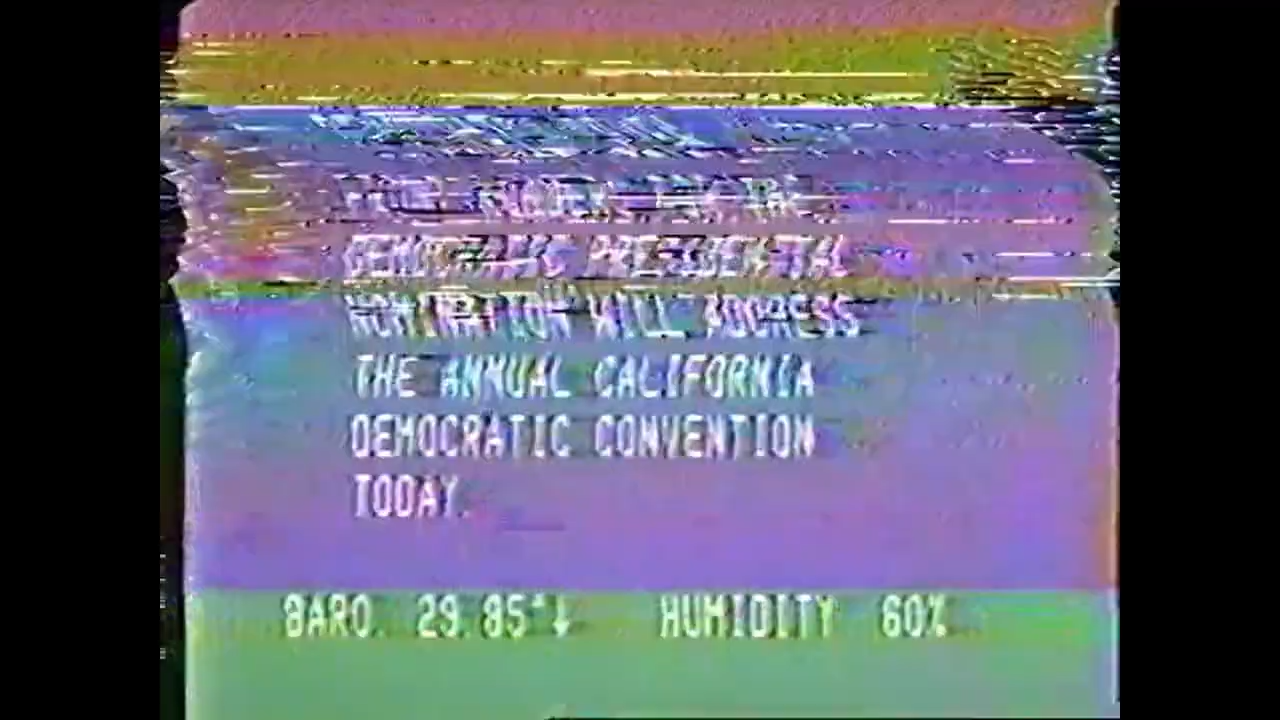 DEMOCRATIC PRESIDENTIAL
NOMINATION WILL ADDRESS
THE ANNUAL CALIFORNIA
DEMOCRATIC CONVENTION
TODAY.
BARO. 29.85"↓ HUMIDITY 60%